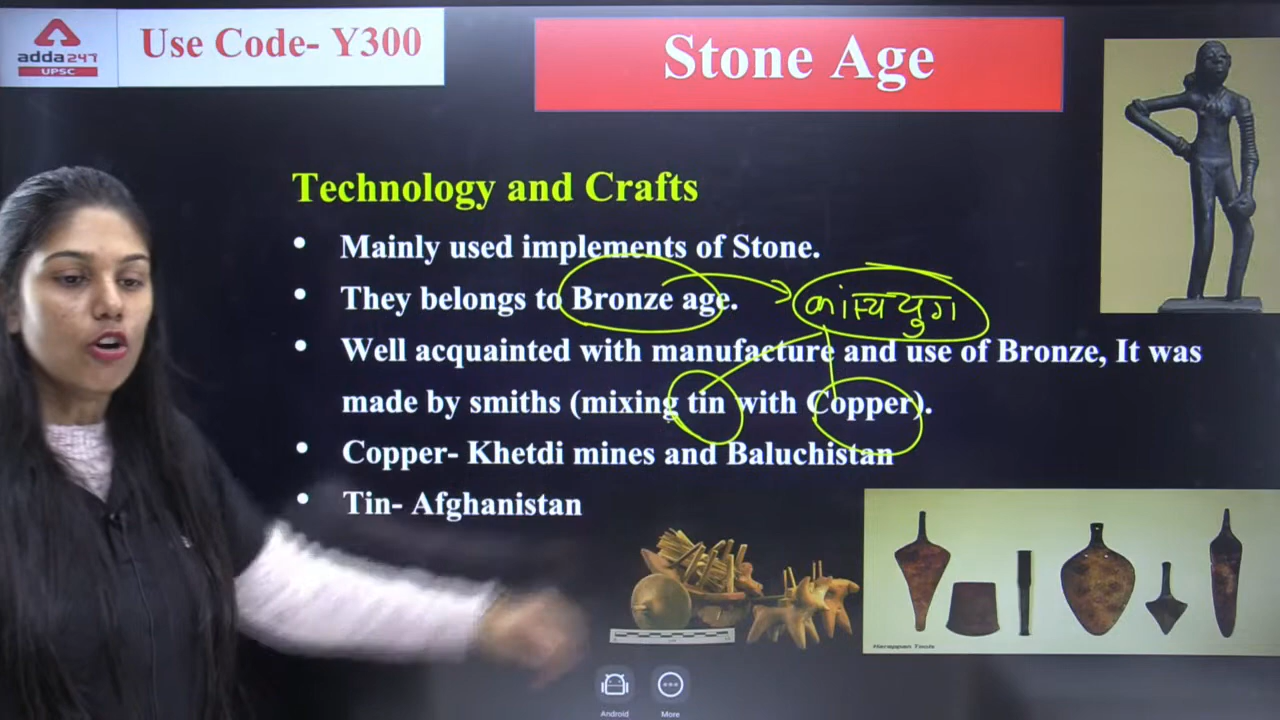 adda247
UPSC
Use Code- Y300
Stone Age
Technology and Crafts
• Mainly used implements of Stone.
• They belongs to Bronze age.
कांस्य युग
• Well acquainted with manufacture and use of Bronze, It was
made by smiths (mixing tin with Copper).
• Copper- Khetdi mines and Baluchistan
• Tin- Afghanistan
Harappan Tools
Android
More